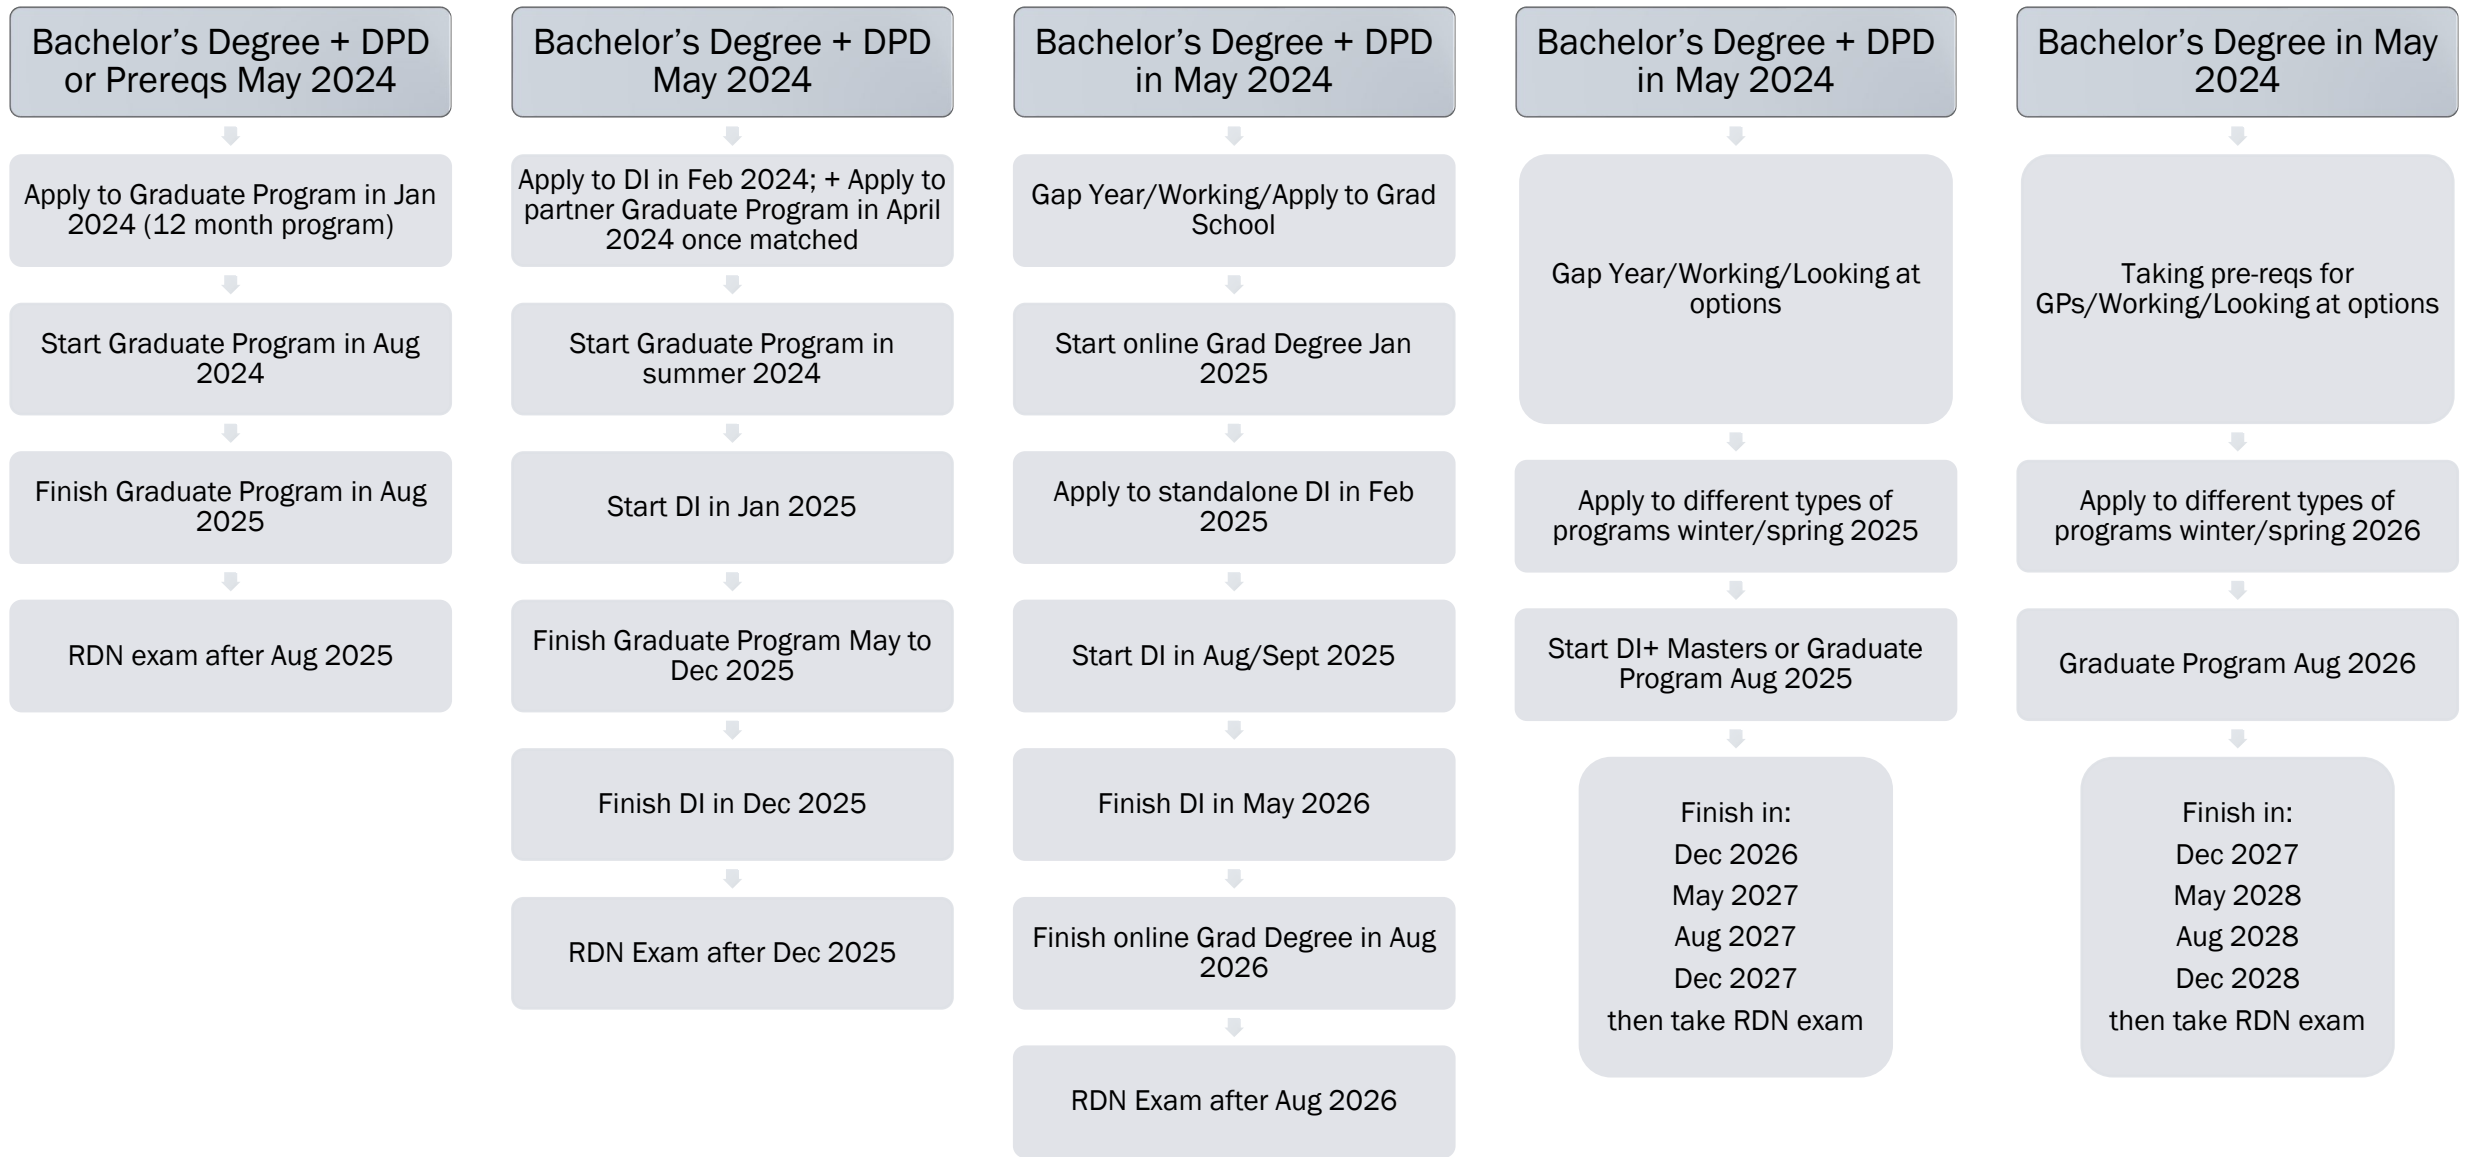 Bachelor’s Degree + DPD
or Prereqs May 2024
Apply to Graduate Program in Jan
2024 (12 month program)
Start Graduate Program in Aug
2024
Finish Graduate Program in Aug
2025
RDN exam after Aug 2025
Bachelor’s Degree + DPD
May 2024
Apply to DI in Feb 2024; + Apply to
partner Graduate Program in April
2024 once matched
Start Graduate Program in
summer 2024
Start DI in Jan 2025
Finish Graduate Program May to
Dec 2025
Finish DI in Dec 2025
RDN Exam after Dec 2025
Bachelor’s Degree + DPD
in May 2024
Gap Year/Working/Apply to Grad
School
Start online Grad Degree Jan
2025
Apply to standalone DI in Feb
2025
Start DI in Aug/Sept 2025
Finish DI in May 2026
Finish online Grad Degree in Aug
2026
RDN Exam after Aug 2026
Bachelor’s Degree + DPD
in May 2024
Gap Year/Working/Looking at
options
Apply to different types of
programs winter/spring 2025
Start DI+ Masters or Graduate
Program Aug 2025
Finish in:
Dec 2026
May 2027
Aug 2027
Dec 2027
then take RDN exam
Bachelor’s Degree in May
2024
Taking pre-reqs for
GPs/Working/Looking at options
Apply to different types of
programs winter/spring 2026
Graduate Program Aug 2026
Finish in:
Dec 2027
May 2028
Aug 2028
Dec 2028
then take RDN exam